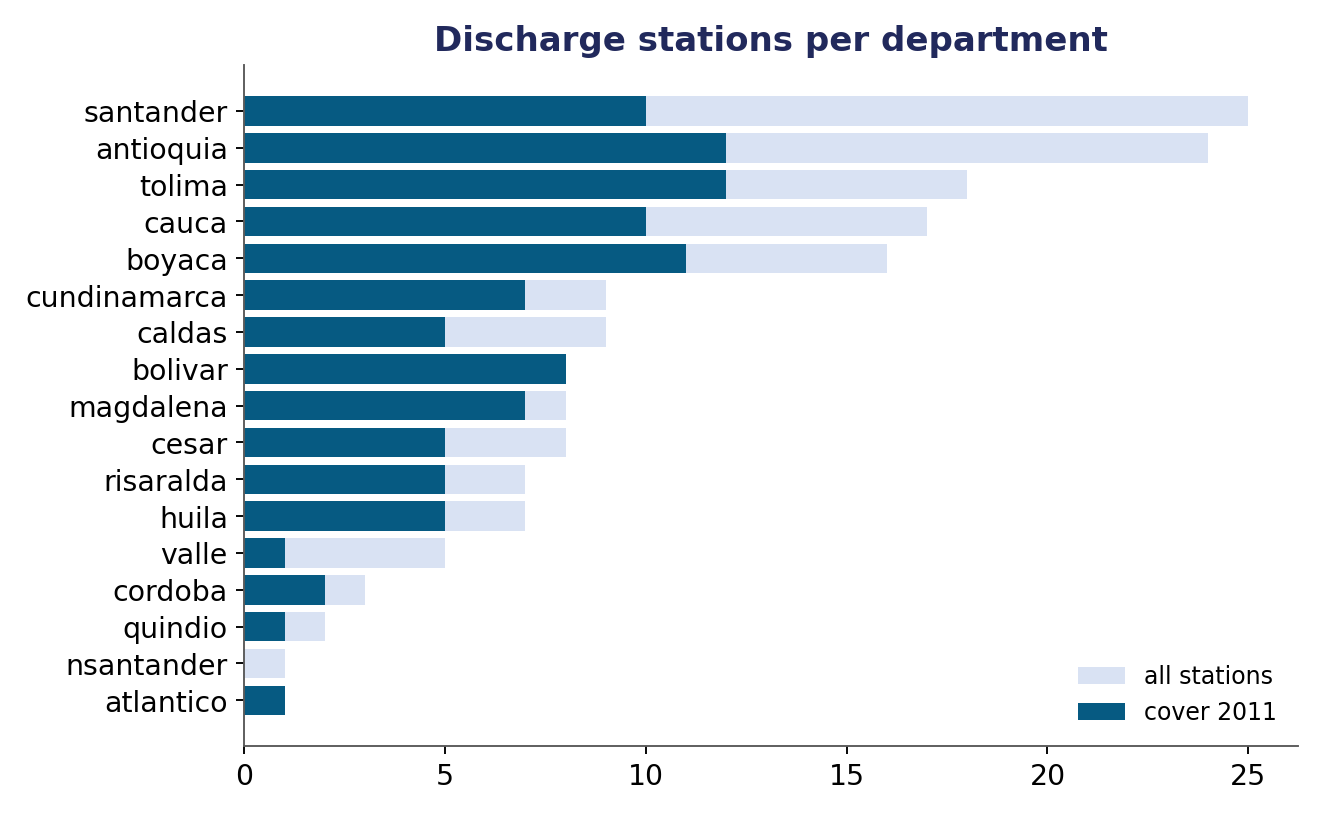 Discharge stations per department
santander
antioquia
tolima
cauca
boyaca
cundinamarca
caldas
bolivar
magdalena
cesar
risaralda
huila
valle
cordoba
quindio
nsantander
atlantico
all stations
cover 2011
0 5 10 15 20 25